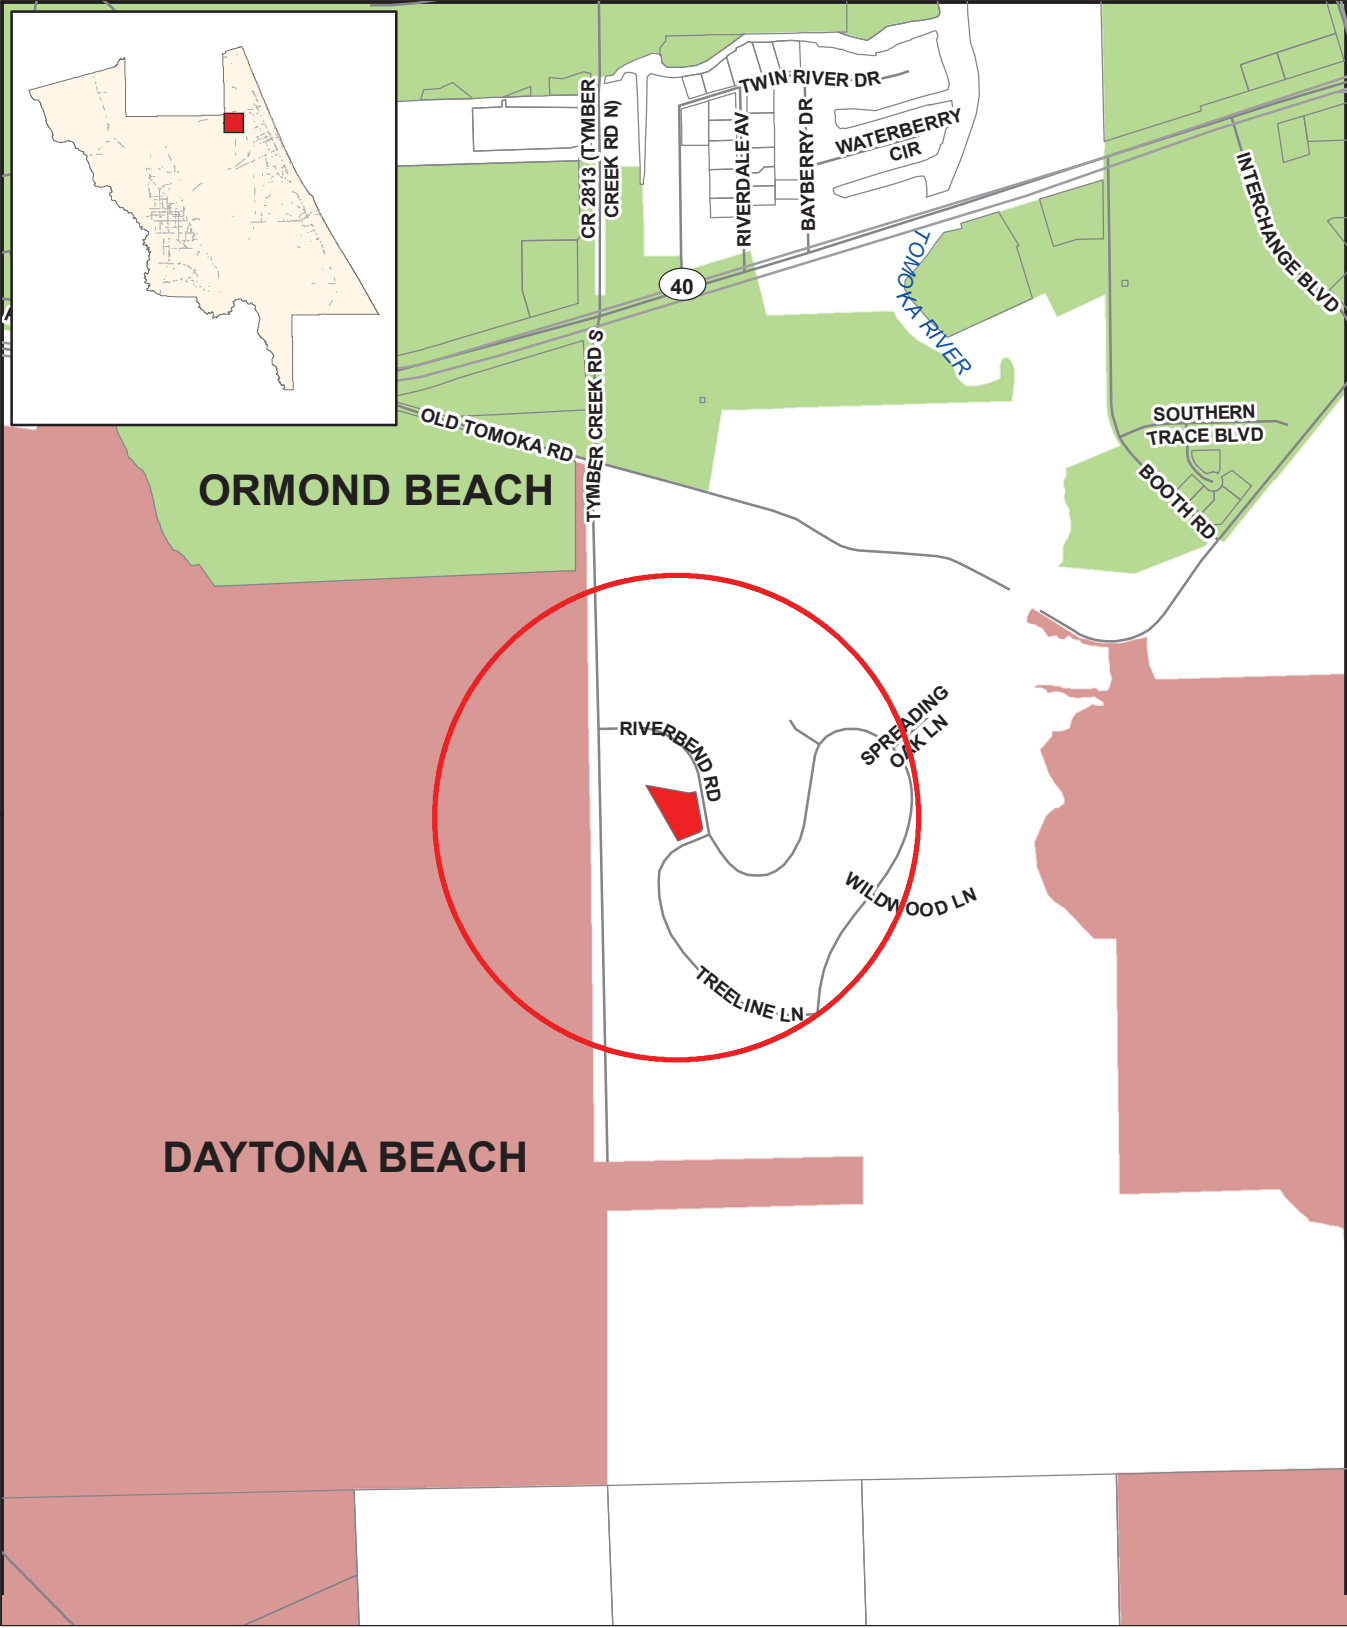 TWIN RIVER DR
CR 2813 (TYMBER
CREEK RD N)
RIVERDALE AV
BAYBERRY DR
WATERBERRY
CIR
INTERCHANGE BLVD
TOMOKA RIVER
40
TYMBER CREEK RD S
OLD TOMOKA RD
SOUTHERN
TRACE BLVD
BOOTH RD
ORMOND BEACH
SPREADING
OAK LN
RIVERBEND RD
WILDWOOD LN
TREELINE LN
DAYTONA BEACH